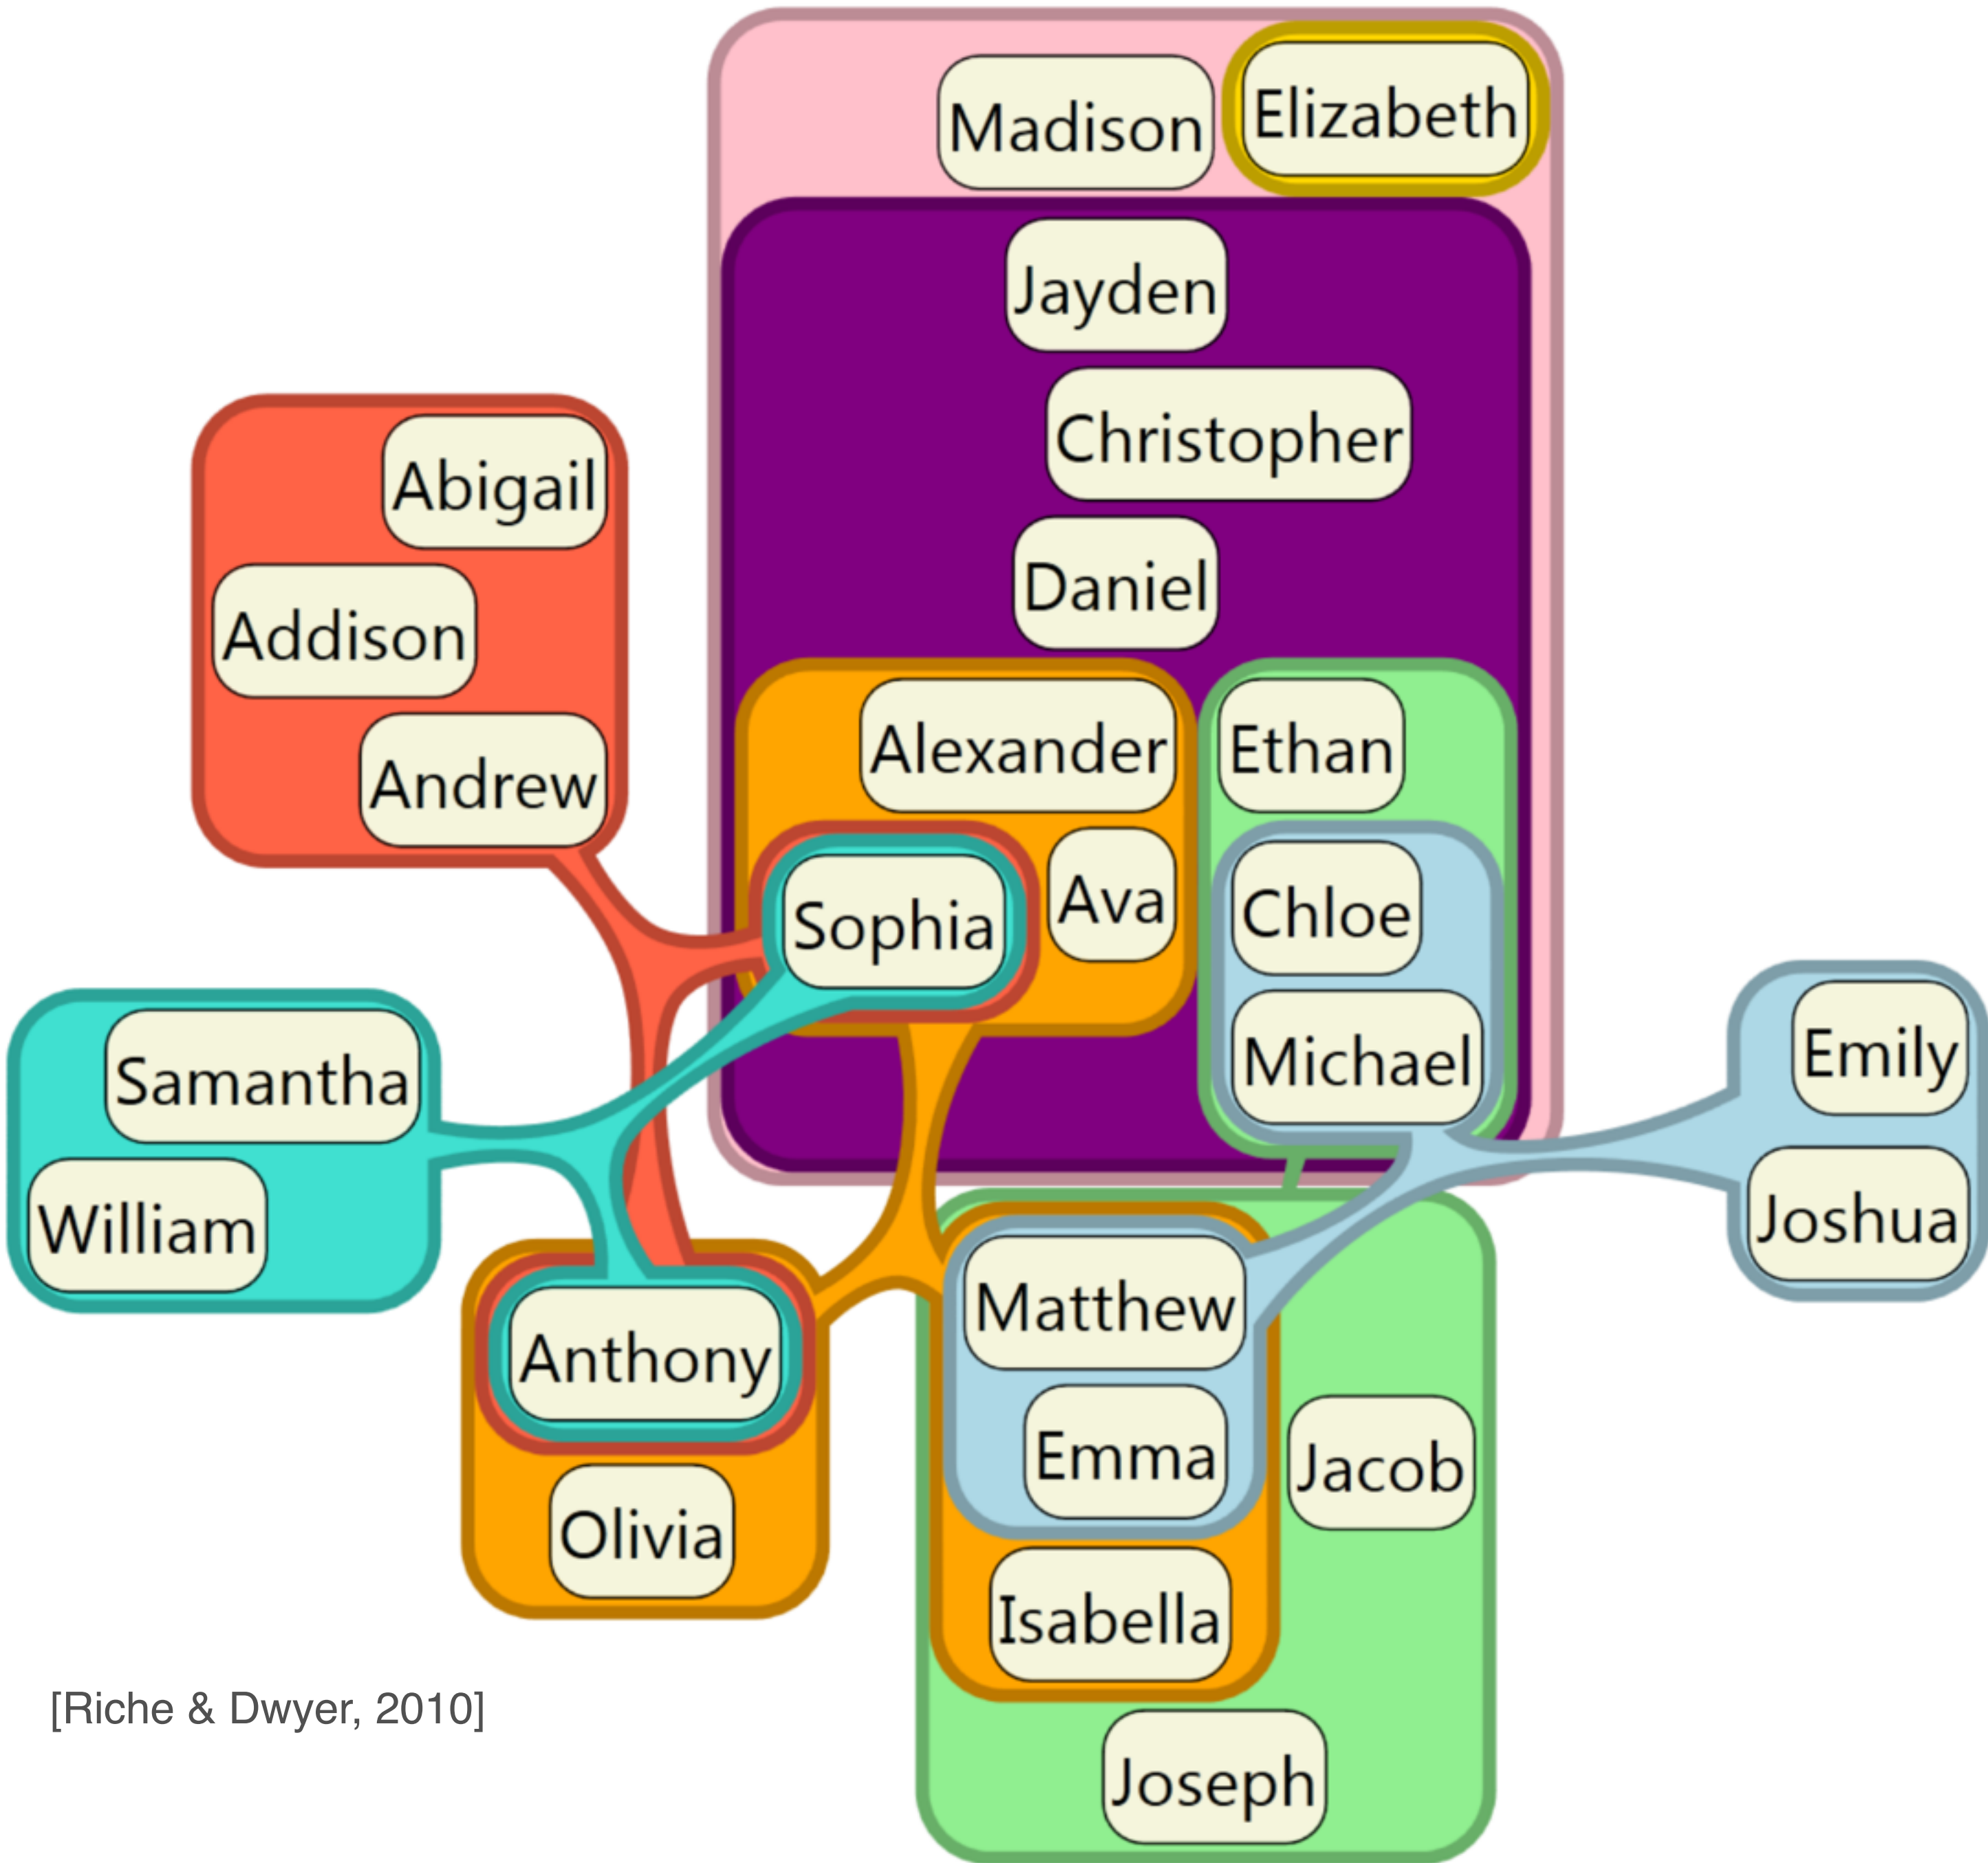 Madison
Elizabeth
Jayden
Christopher
Daniel
Abigail
Addison
Andrew
Alexander
Ethan
Sophia
Ava
Chloe
Michael
Samantha
William
Emily
Joshua
Anthony
Olivia
Matthew
Emma
Jacob
Isabella
Joseph
[Riche & Dwyer, 2010]